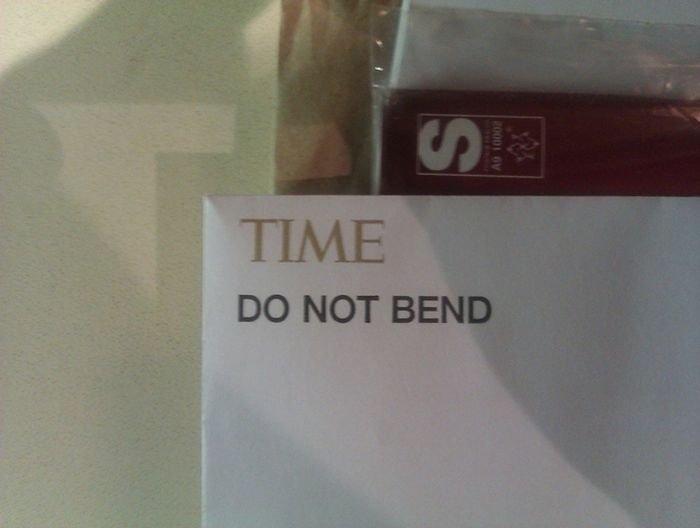 TIME
DO NOT BEND
S
A9 10002